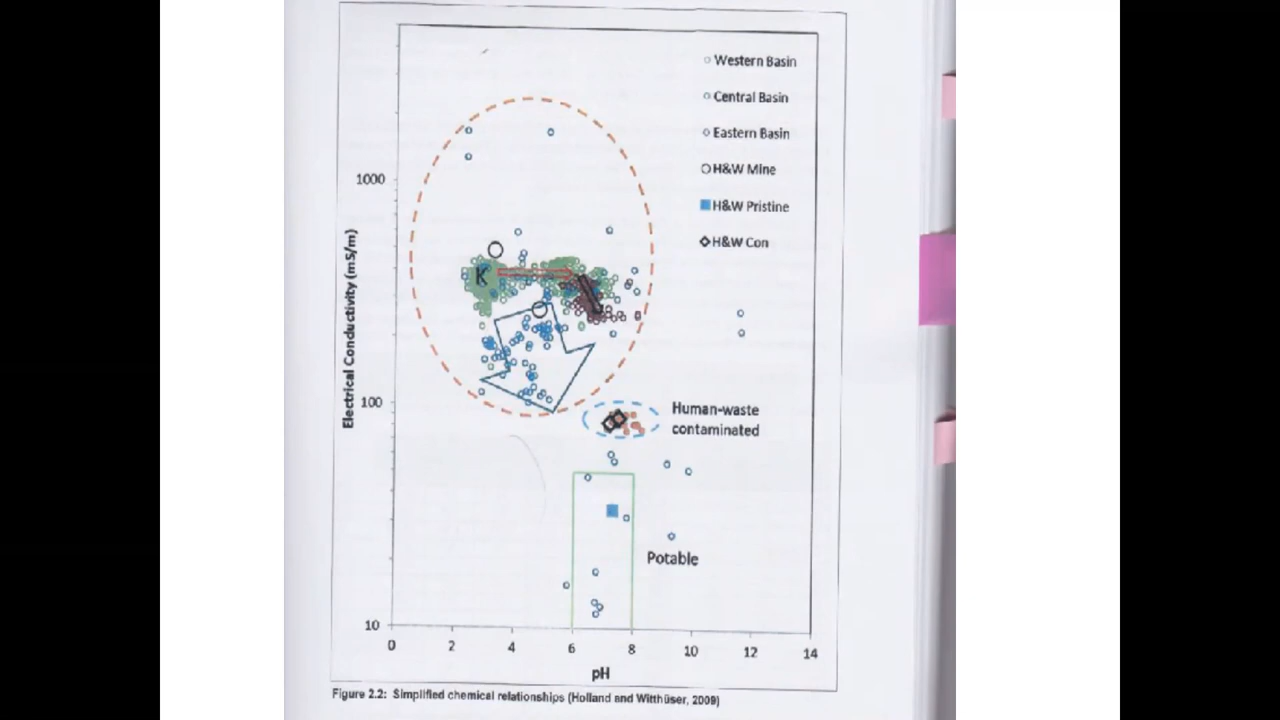 Western Basin
Central Basin
Eastern Basin
H&W Mine
H&W Pristine
H&W Con
Electrical Conductivity (mS/m)
1000
100
10
K
Human-waste
contaminated
Potable
0 2 4 6 8 10 12 14
pH
Figure 2.2: Simplified chemical relationships (Holland and Witthüser, 2009)